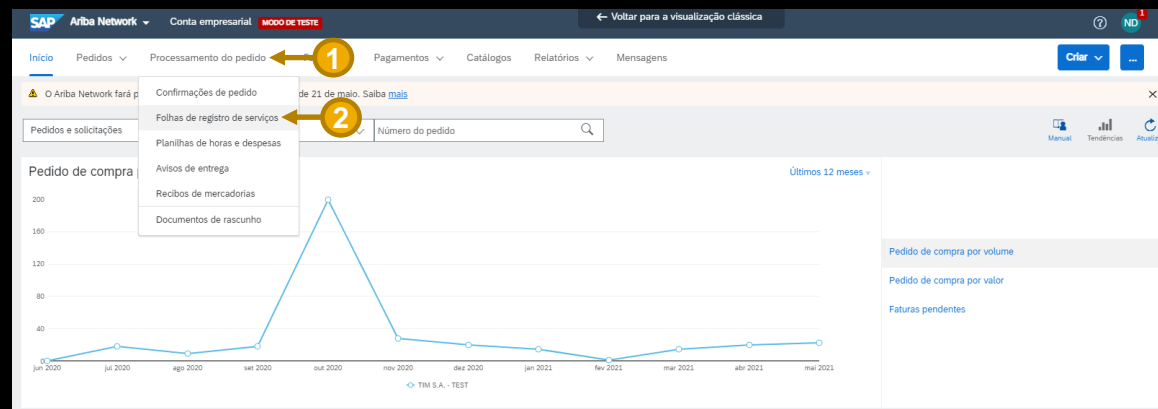 SAP Ariba Network Conta empresarial MODO DE TESTE ← Voltar para a visualização clássica ? ND 1
Início Pedidos Processamento do pedido 1 Pagamentos Catálogos Relatórios Mensagens Criar ...
O Ariba Network fará p de 21 de maio. Saiba mais
Confirmações de pedido
Folhas de registro de serviços 2
Planilhas de horas e despesas
Avisos de entrega
Recibos de mercadorias
Documentos de rascunho
Pedidos e solicitações Número do pedido
Manual Tendências Atualiz
Pedido de compra Últimos 12 meses
200
160
120
80
40
0
jun 2020 jul 2020 ago 2020 set 2020 out 2020 nov 2020 dez 2020 jan 2021 fev 2021 mar 2021 abr 2021 mai 2021
TIM S.A. - TEST
Pedido de compra por volume
Pedido de compra por valor
Faturas pendentes